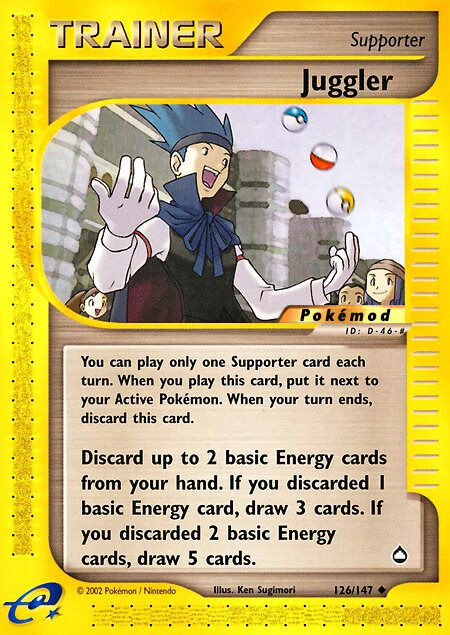 TRAINER
Supporter
Juggler
Pokémod
ID: D-46-#
You can play only one Supporter card each
turn. When you play this card, put it next to
your Active Pokémon. When your turn ends,
discard this card.
Discard up to 2 basic Energy cards
from your hand. If you discarded 1
basic Energy card, draw 3 cards. If
you discarded 2 basic Energy
cards, draw 5 cards.
©2002 Pokémon / Nintendo Illus. Ken Sugimori 126/147 ◆
e